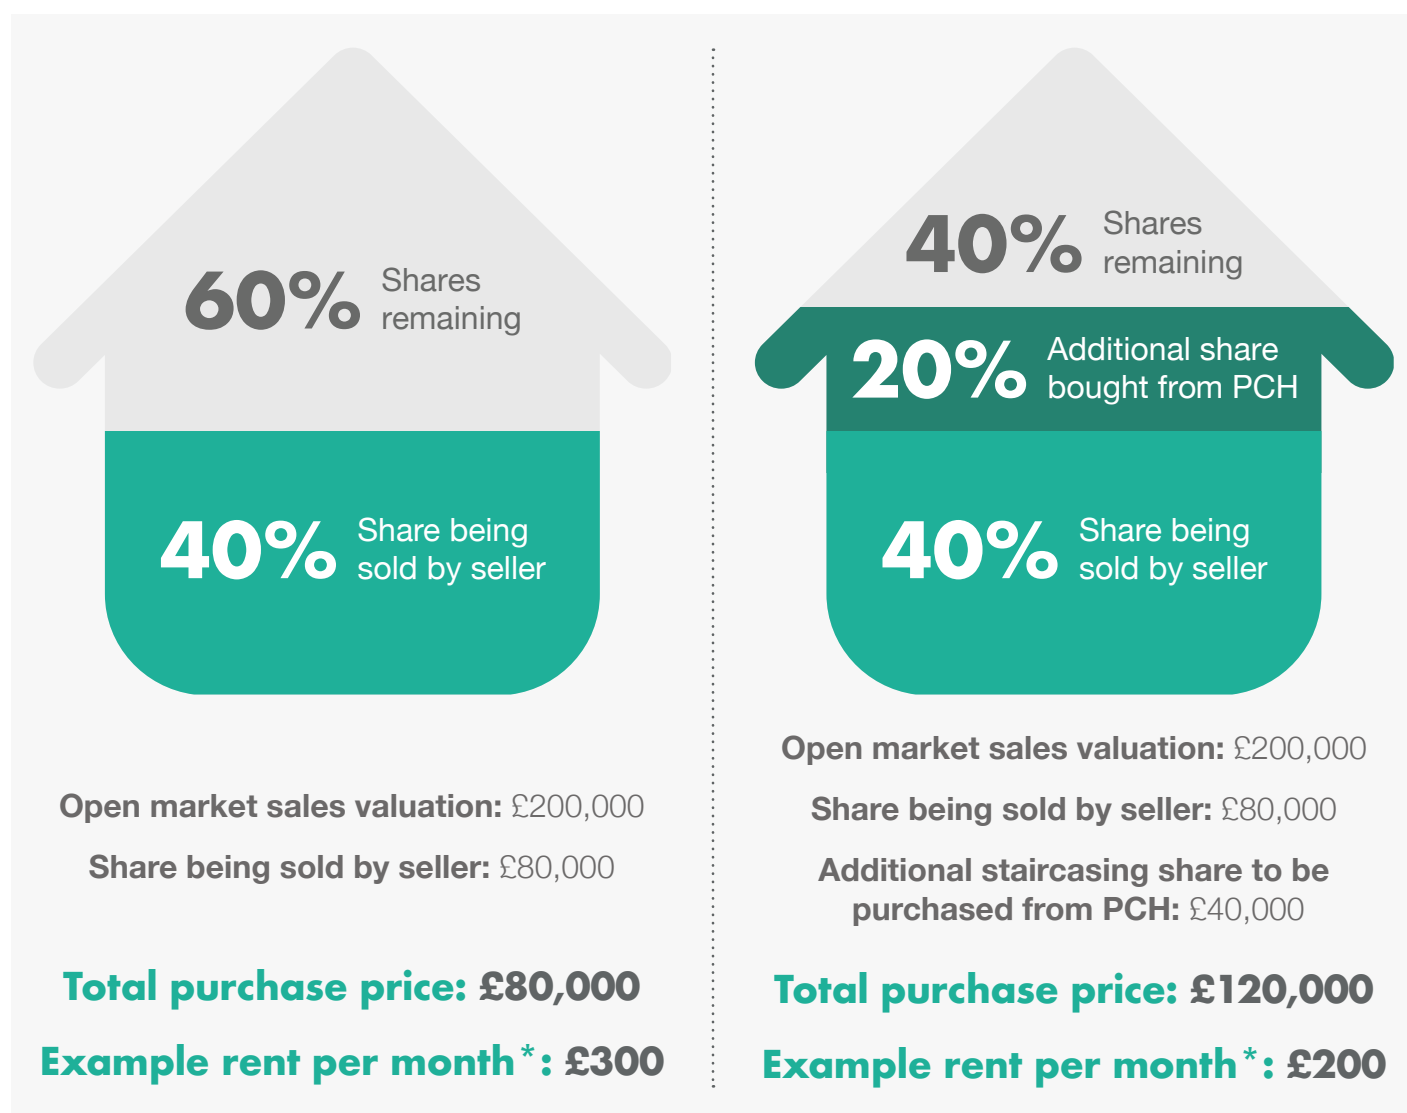 60% Shares
remaining
40% Share being
sold by seller
Open market sales valuation: £200,000
Share being sold by seller: £80,000
Total purchase price: £80,000
Example rent per month*: £300
40% Shares
remaining
20% Additional share
bought from PCH
40% Share being
sold by seller
Open market sales valuation: £200,000
Share being sold by seller: £80,000
Additional staircasing share to be
purchased from PCH: £40,000
Total purchase price: £120,000
Example rent per month*: £200